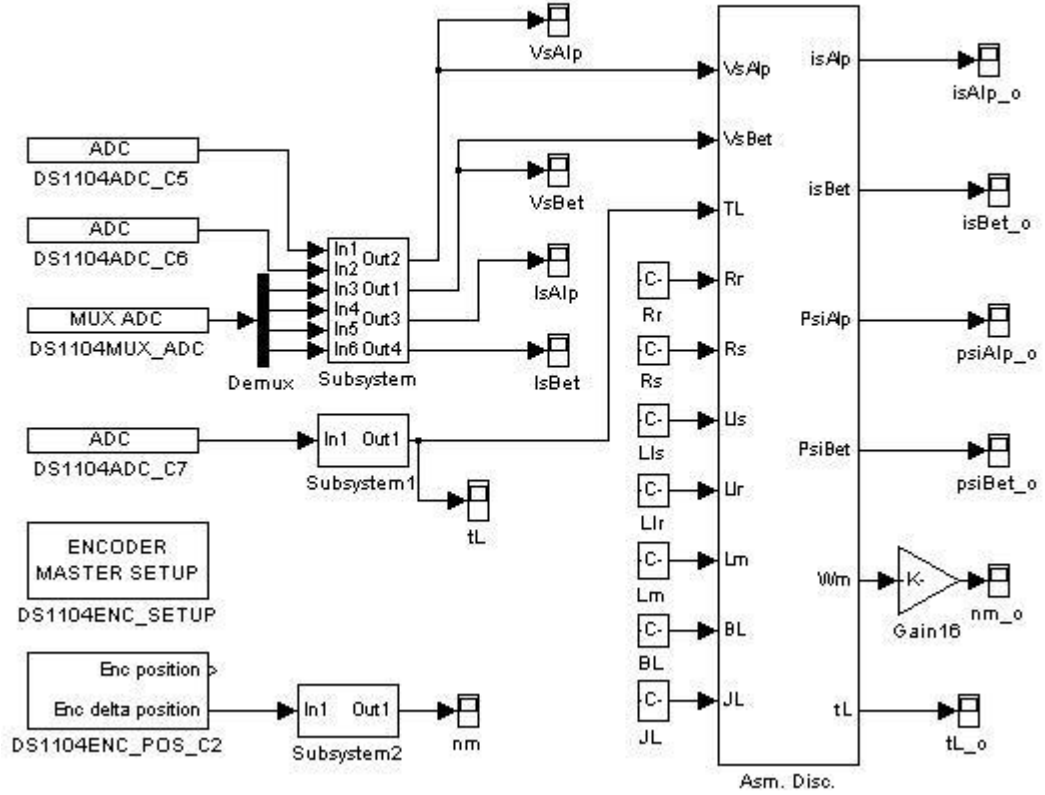 VsAlp
VsAlp
isAlp
isAlp_o
ADC
DS1104ADC_C5
VsBet
VsBet
isBet
isBet_o
ADC
DS1104ADC_C6
TL
In1
In2
In3
In4
In5
In6
Out2
Out1
Out3
Out4
Subsystem
IsAlp
-C-
Rr
Rr
MUX ADC
DS1104MUX_ADC
Demux
IsBet
-C-
Rs
Rs
PsiAlp
psiAlp_o
ADC
DS1104ADC_C7
In1
Out1
Subsystem1
tL
-C-
Lls
Lls
PsiBet
psiBet_o
-C-
Llr
Llr
ENCODER
MASTER SETUP
DS1104ENC_SETUP
-C-
Lm
Lm
Wm
K-
Gain16
nm_o
-C-
BL
BL
Enc position
Enc delta position
DS1104ENC_POS_C2
In1
Out1
Subsystem2
nm
-C-
JL
JL
tL
tL_o
Asm. Disc.